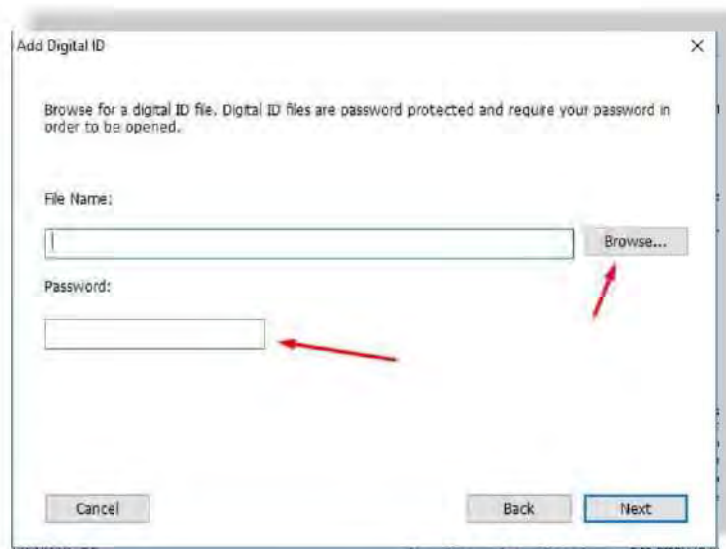 Add Digital ID
Browse for a digital ID file. Digital ID files are password protected and require your password in
order to be opened.
File Name:
Browse...
Password:
Cancel
Back
Next